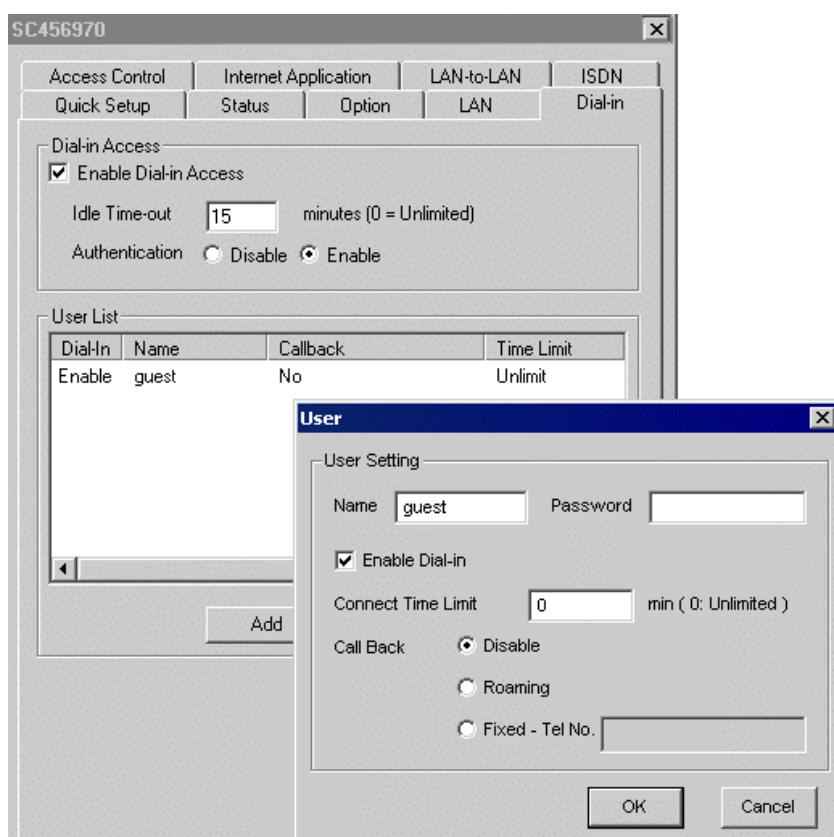 SC456970
Access Control Internet Application LAN-to-LAN ISDN
Quick Setup Status Option LAN Dial-in
Dial-in Access
Enable Dial-in Access
Idle Time-out 15 minutes (0 = Unlimited)
Authentication Disable Enable
User List
Dial-In Name Callback Time Limit
Enable guest No Unlimit
Add
User
User Setting
Name guest Password
Enable Dial-in
Connect Time Limit 0 min ( 0: Unlimited )
Call Back Disable
Roaming
Fixed - Tel No.
OK Cancel